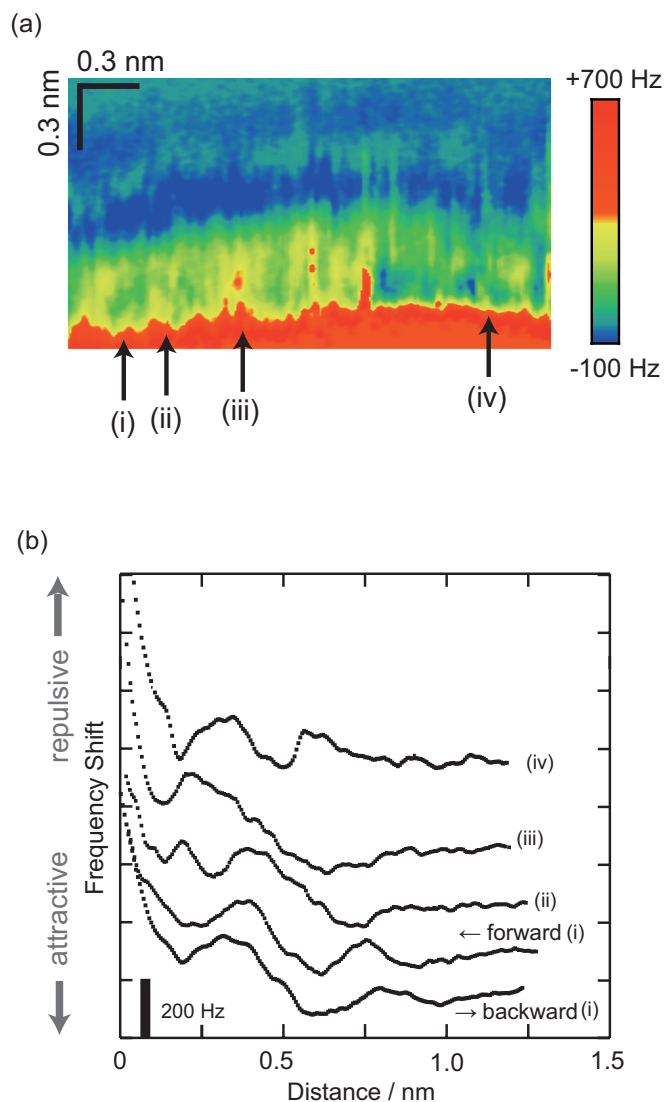 (a)
0.3 nm
0.3 nm
+700 Hz
-100 Hz
(i)
(ii)
(iii)
(iv)
(b)
repulsive
attractive
Frequency Shift
(iv)
(iii)
(ii)
← forward (i)
→ backward (i)
200 Hz
0
0.5
1.0
1.5
Distance / nm